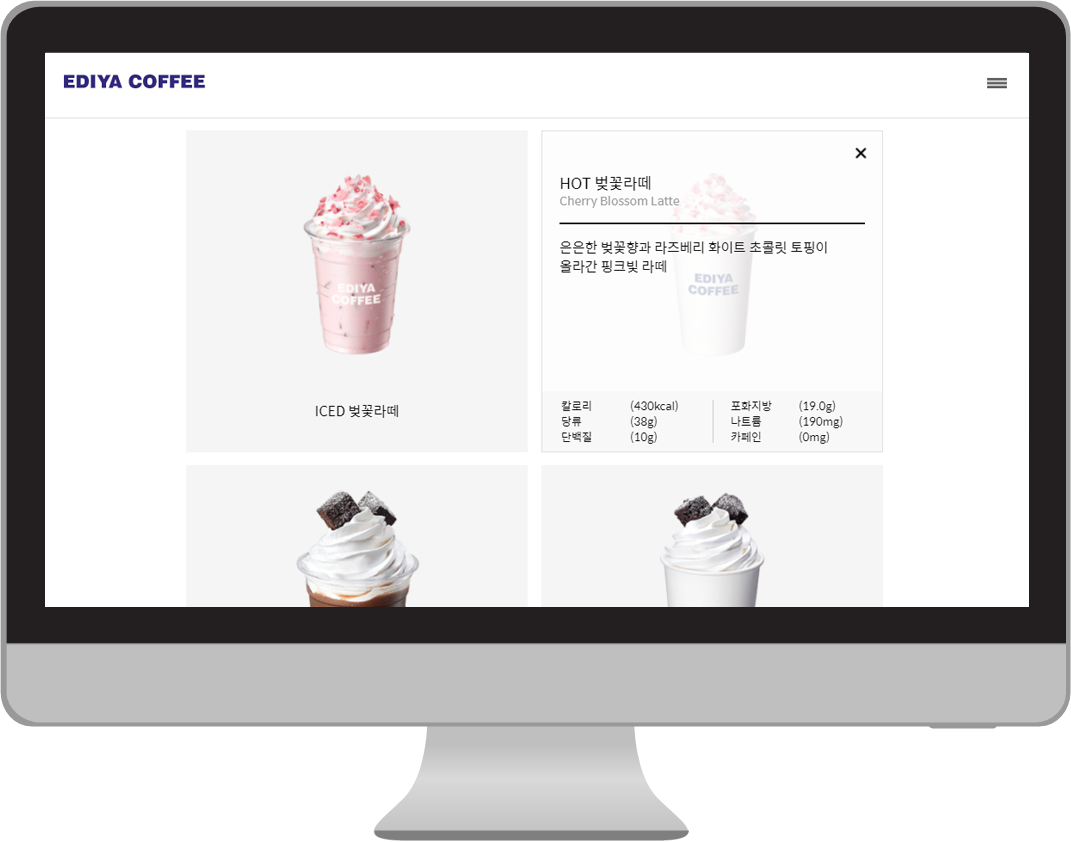 EDIYA COFFEE
EDIYA
COFFEE
ICED 벚꽃라떼
HOT 벚꽃라떼
Cherry Blossom Latte
은은한 벚꽃향과 라즈베리 화이트 초콜릿 토핑이
올라간 핑크빛 라떼
EDIYA
COFFEE
칼로리 (430kcal) 포화지방 (19.0g)
당류 (38g) 나트륨 (190mg)
단백질 (10g) 카페인 (0mg)